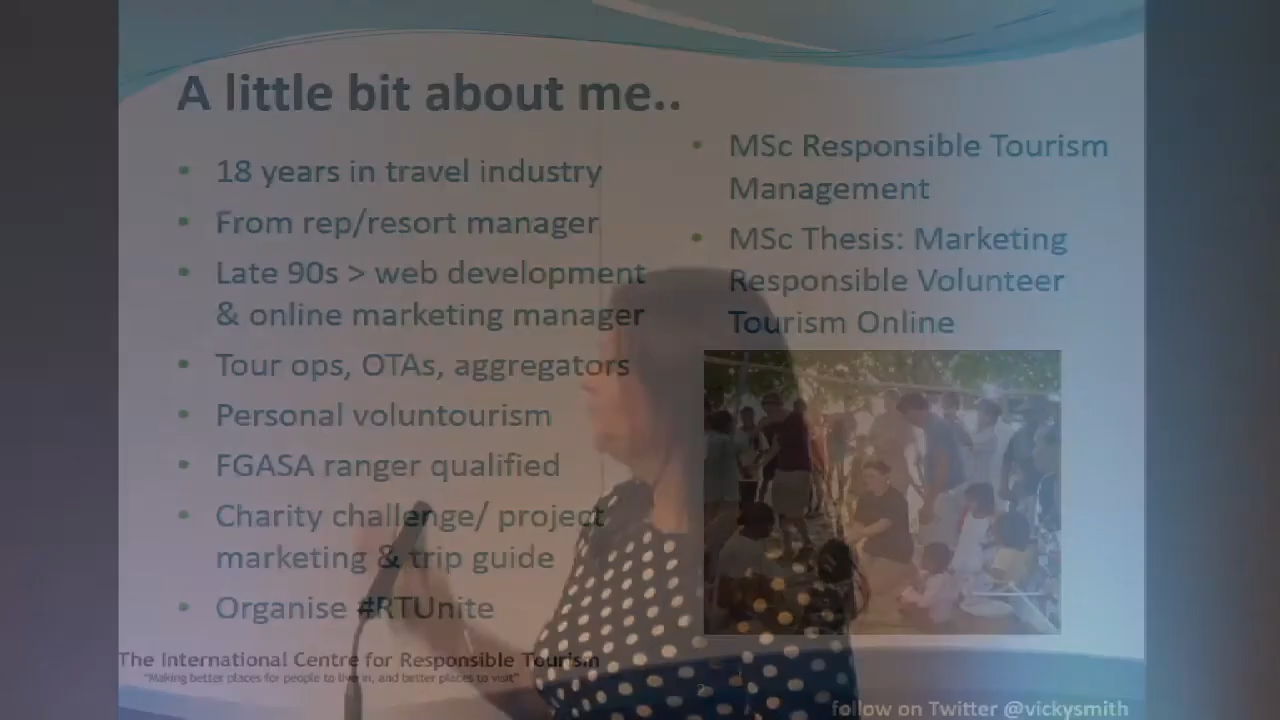 A little bit about me..
18 years in travel industry
From rep/resort manager
Late 90s > web development
& online marketing manager
Tour ops, OTAs, aggregators
Personal voluntourism
FGASA ranger qualified
Charity challenge/ project
marketing & trip guide
Organise #RTUnite
MSc Responsible Tourism
Management
MSc Thesis: Marketing
Responsible Volunteer
Tourism Online
The International Centre for Responsible Tourism
"Making better places for people to live in, and better places to visit"
follow on Twitter @vickysmith